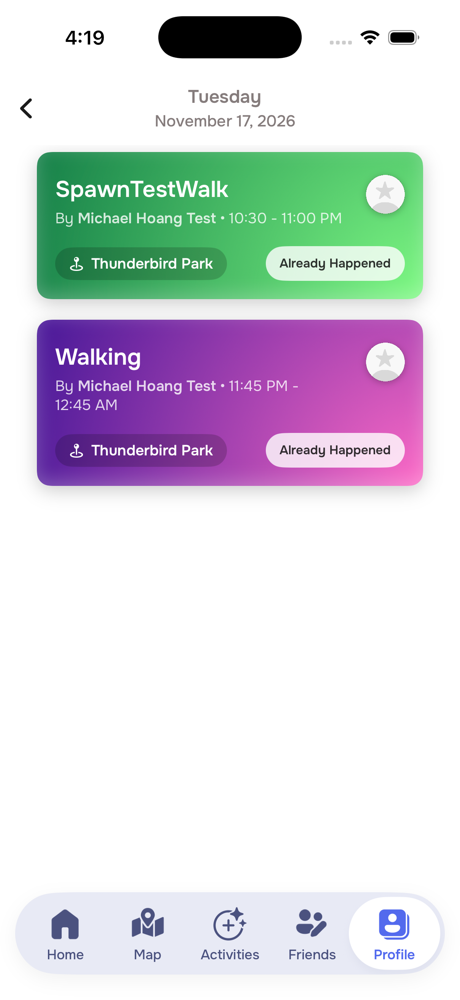 4:19
Tuesday
November 17, 2026
SpawnTestWalk
By Michael Hoang Test • 10:30 - 11:00 PM
Thunderbird Park
Already Happened
Walking
By Michael Hoang Test • 11:45 PM -
12:45 AM
Thunderbird Park
Already Happened
Home
Map
Activities
Friends
Profile